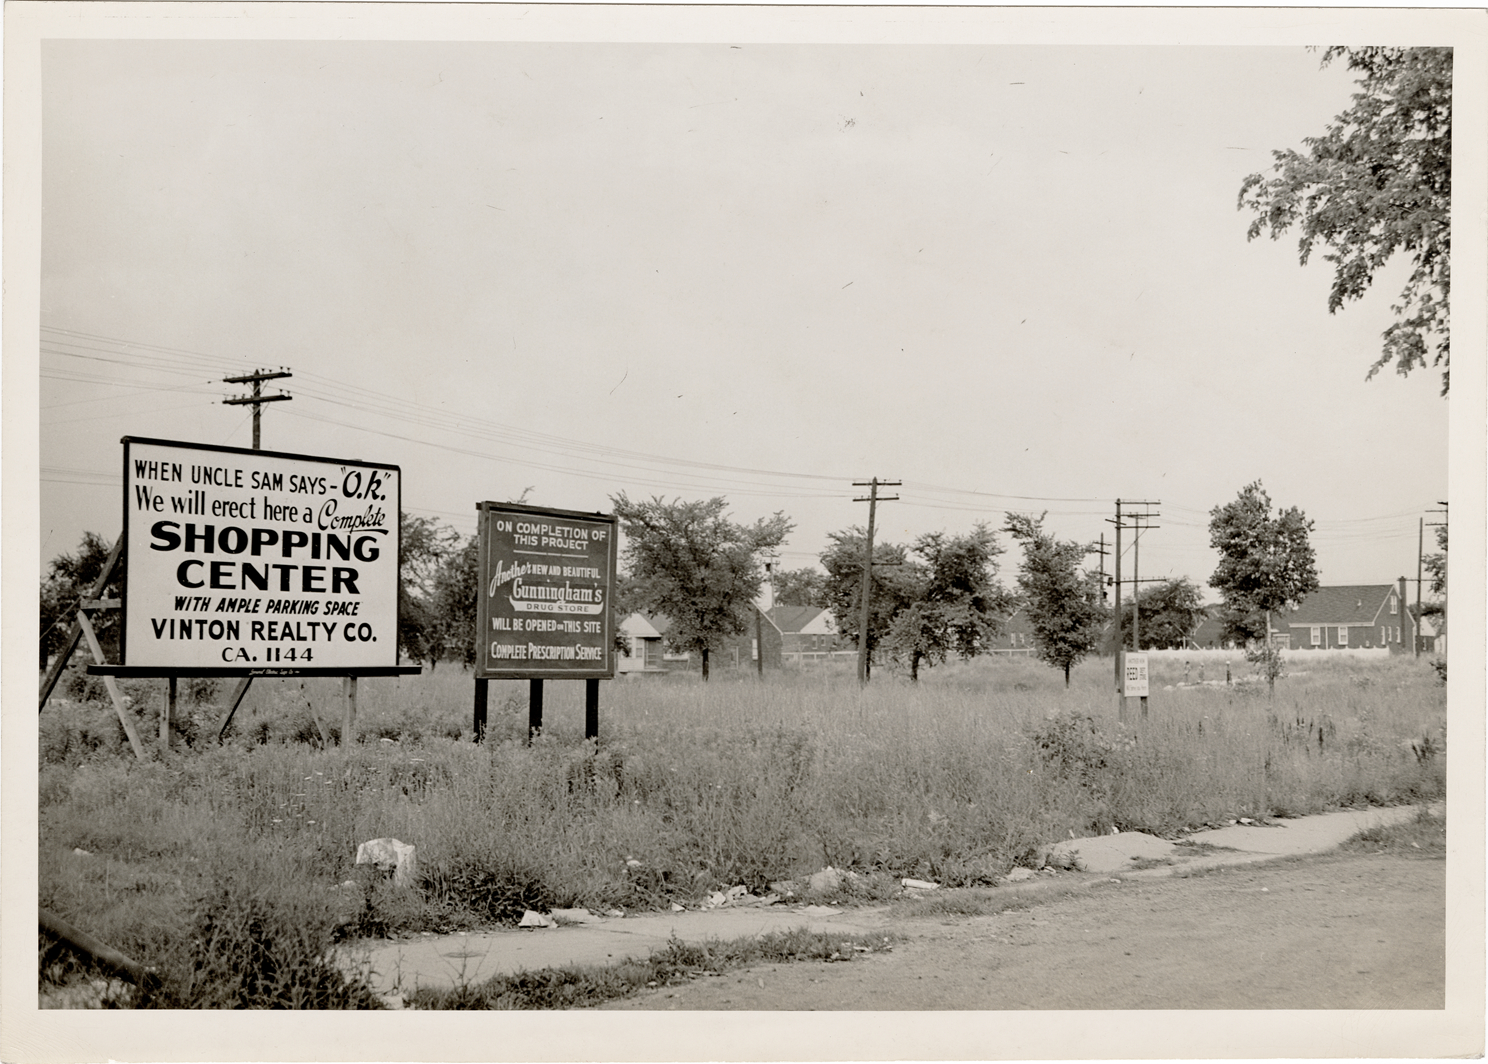 WHEN UNCLE SAM SAYS - "O.K."
We will erect here a Complete
SHOPPING
CENTER
WITH AMPLE PARKING SPACE
VINTON REALTY CO.
CA. 1144
ON COMPLETION OF
THIS PROJECT
Another NEW AND BEAUTIFUL
Cunningham's
DRUG STORE
WILL BE OPENED ON THIS SITE
COMPLETE PRESCRIPTION SERVICE
REED